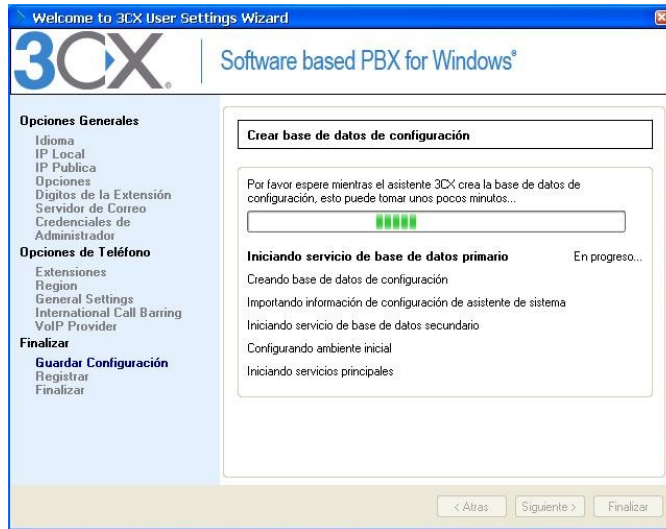 Welcome to 3CX User Settings Wizard
3CX®
Software based PBX for Windows®
Opciones Generales
Idioma
IP Local
IP Publica
Opciones
Digitos de la Extensión
Servidor de Correo
Credenciales de
Administrador
Opciones de Teléfono
Extensiones
Region
General Settings
International Call Barring
VoIP Provider
Finalizar
Guardar Configuración
Registrar
Finalizar
Crear base de datos de configuración
Por favor espere mientras el asistente 3CX crea la base de datos de
configuración, esto puede tomar unos pocos minutos...
Iniciando servicio de base de datos primario En progreso...
Creando base de datos de configuración
Importando información de configuración de asistente de sistema
Iniciando servicio de base de datos secundario
Configurando ambiente inicial
Iniciando servicios principales
< Atras Siguiente > Finalizar